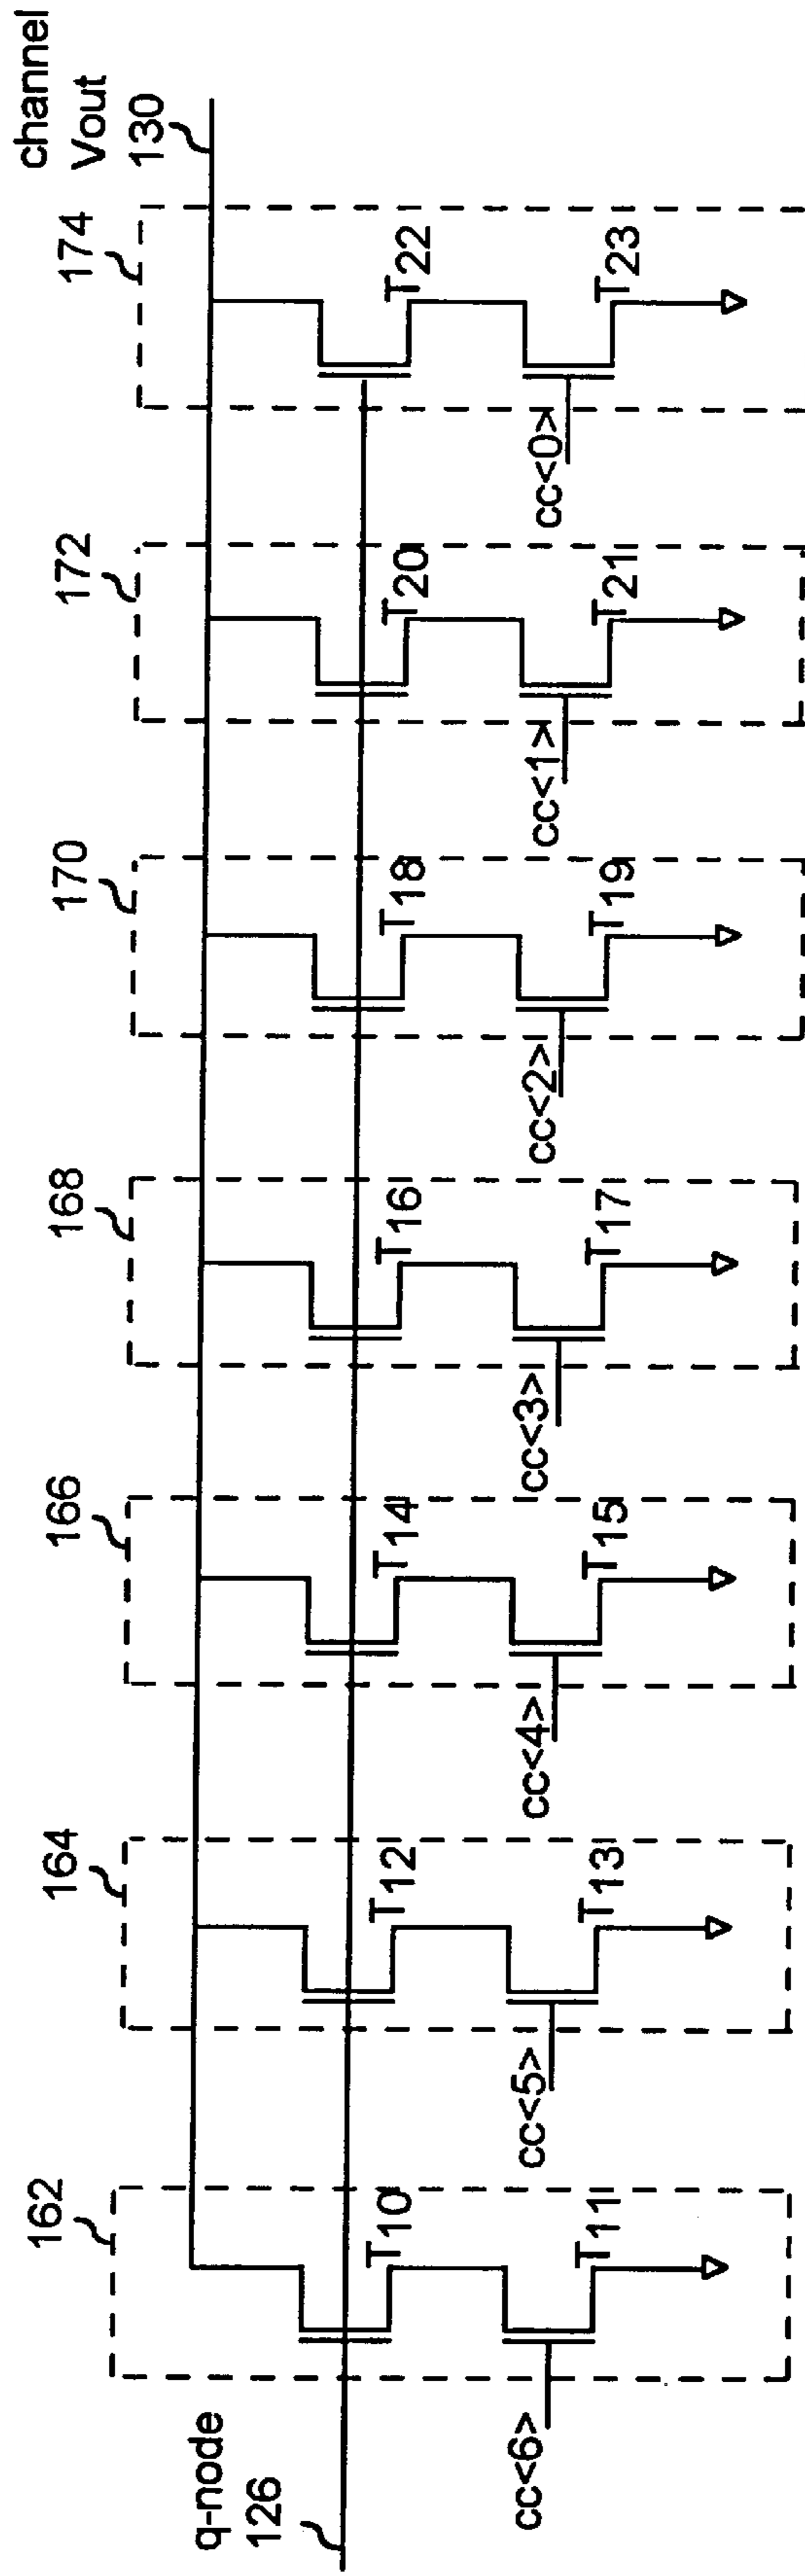 channel
Vout
130
162
164
166
168
170
172
174
q-node
126
T10
T12
T14
T16
T18
T20
T22
cc<6>
T11
cc<5>
T13
cc<4>
T15
cc<3>
T17
cc<2>
T19
cc<1>
T21
cc<0>
T23